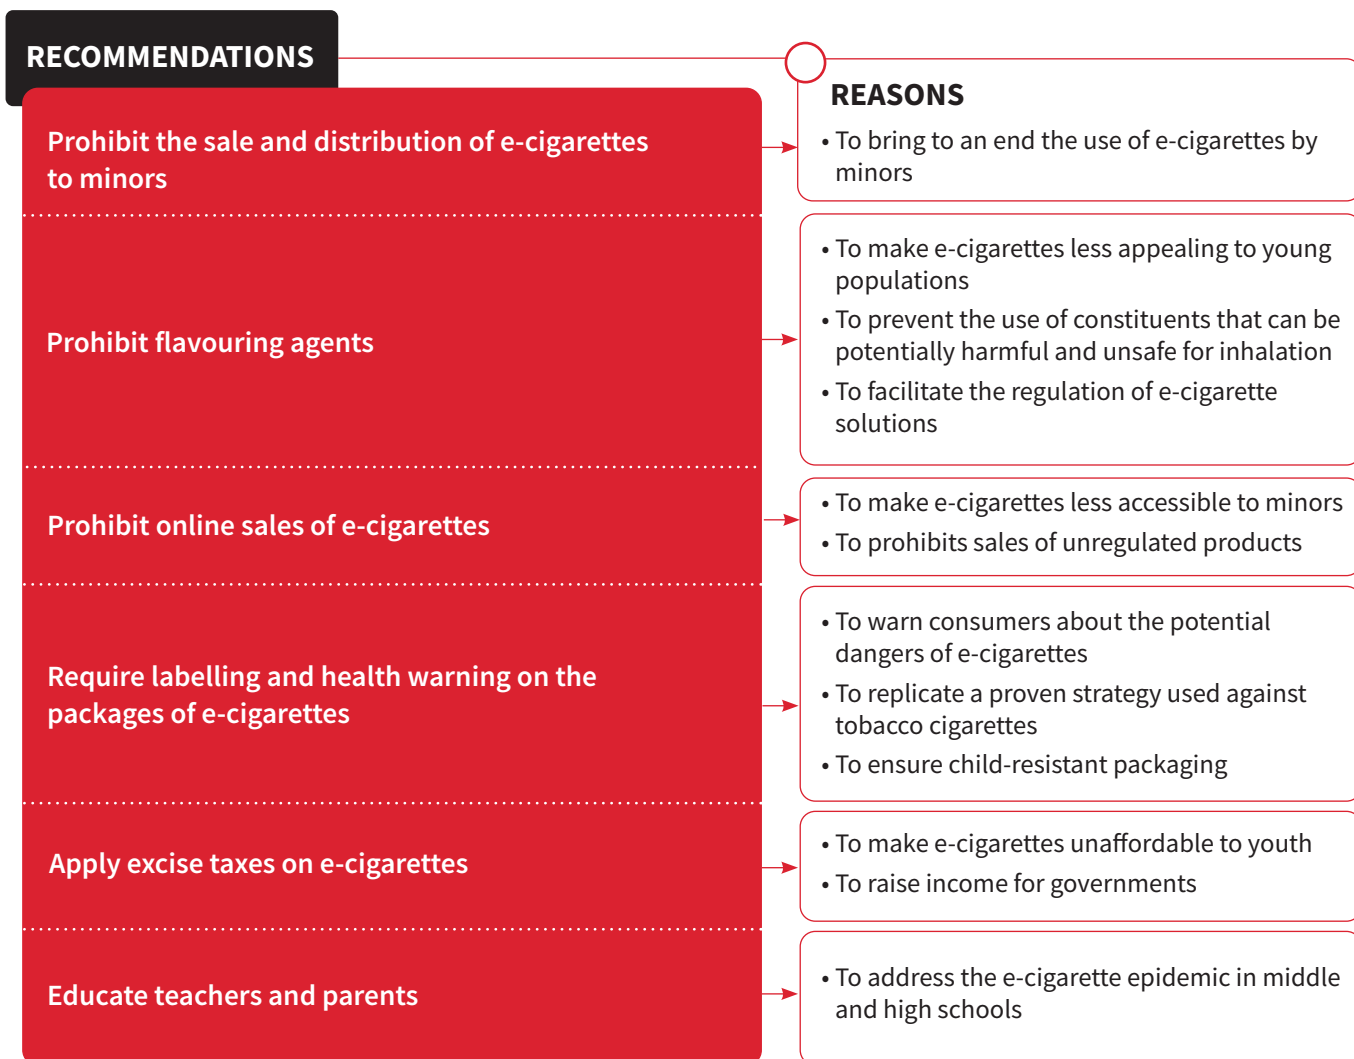 RECOMMENDATIONS
REASONS
Prohibit the sale and distribution of e-cigarettes
to minors
• To bring to an end the use of e-cigarettes by
minors
Prohibit flavouring agents
• To make e-cigarettes less appealing to young
populations
• To prevent the use of constituents that can be
potentially harmful and unsafe for inhalation
• To facilitate the regulation of e-cigarette
solutions
Prohibit online sales of e-cigarettes
• To make e-cigarettes less accessible to minors
• To prohibits sales of unregulated products
Require labelling and health warning on the
packages of e-cigarettes
• To warn consumers about the potential
dangers of e-cigarettes
• To replicate a proven strategy used against
tobacco cigarettes
• To ensure child-resistant packaging
Apply excise taxes on e-cigarettes
• To make e-cigarettes unaffordable to youth
• To raise income for governments
Educate teachers and parents
• To address the e-cigarette epidemic in middle
and high schools